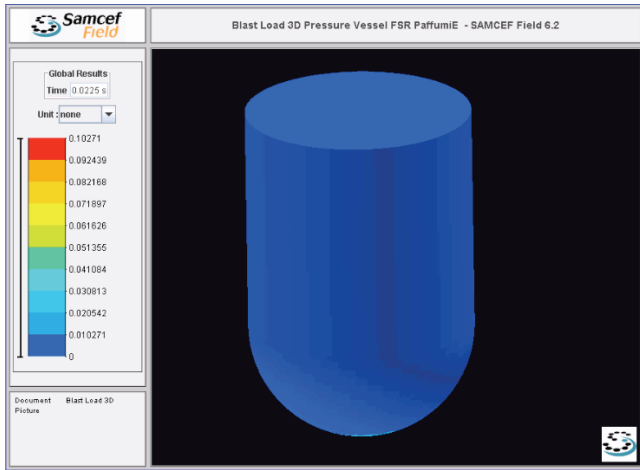 Samcef
Field
Blast Load 3D Pressure Vessel FSR PaffumiE - SAMCEF Field 6.2
Global Results
Time 0.0225 s
Unit : none
0.10271
0.092439
0.082168
0.071897
0.061626
0.051355
0.041084
0.030813
0.020542
0.010271
0
Document Blast Load 3D
Picture